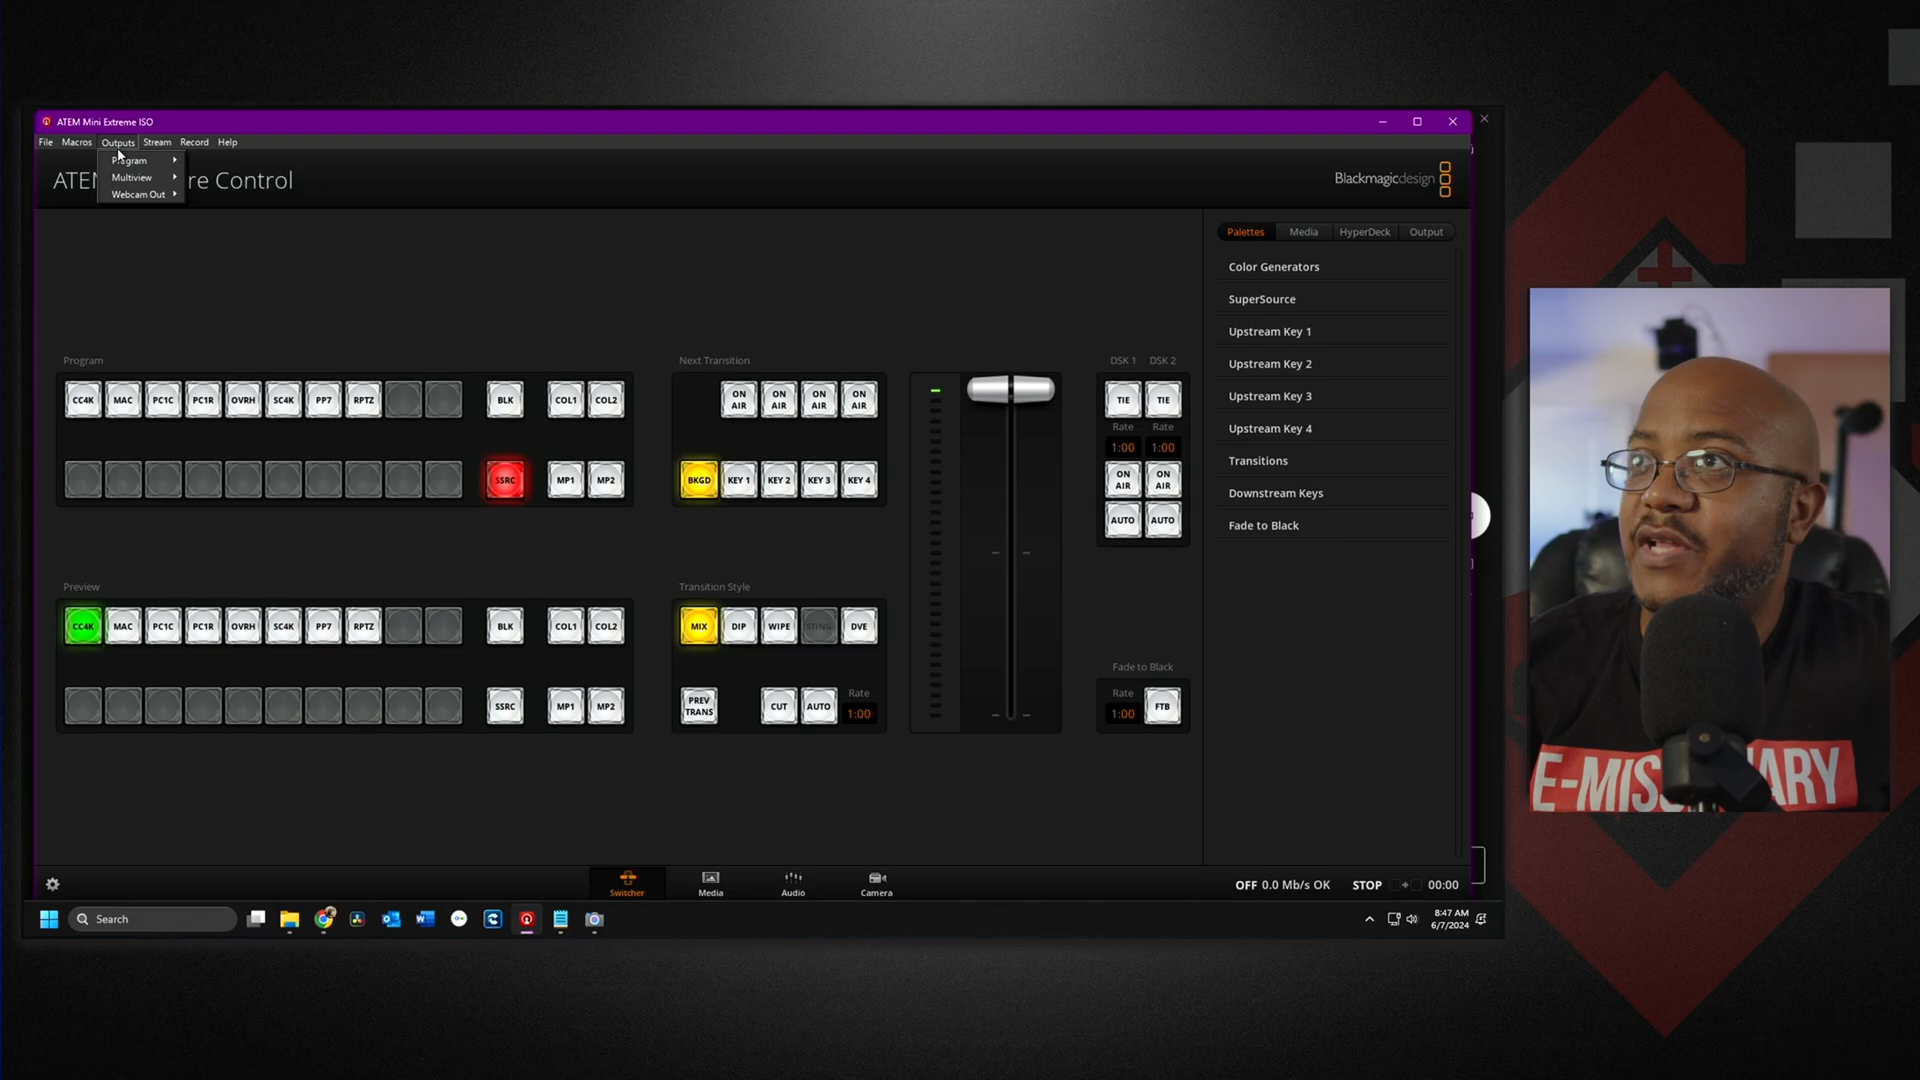 ATEM Mini Extreme ISO
File Macros Outputs Stream Record Help
Program
Multiview
Webcam Out
ATEM re Control
Blackmagicdesign
Palettes Media HyperDeck Output
Color Generators
SuperSource
Upstream Key 1
Upstream Key 2
Upstream Key 3
Upstream Key 4
Transitions
Downstream Keys
Fade to Black
Program
CC4K MAC PC1C PC1R OVRH SC4K PP7 RPTZ BLK COL1 COL2
SSRC MP1 MP2
Next Transition
ON AIR ON AIR ON AIR ON AIR
BKGD KEY 1 KEY 2 KEY 3 KEY 4
DSK 1 DSK 2
TIE TIE
Rate Rate
1:00 1:00
ON AIR ON AIR
AUTO AUTO
Preview
CC4K MAC PC1C PC1R OVRH SC4K PP7 RPTZ BLK COL1 COL2
SSRC MP1 MP2
Transition Style
MIX DIP WIPE STING DVE
PREV TRANS CUT AUTO
Rate
1:00
Fade to Black
Rate
1:00 FTB
Switcher Media Audio Camera
OFF 0.0 Mb/s OK STOP 00:00
Search
8:47 AM
6/7/2024
E-MIS ARY